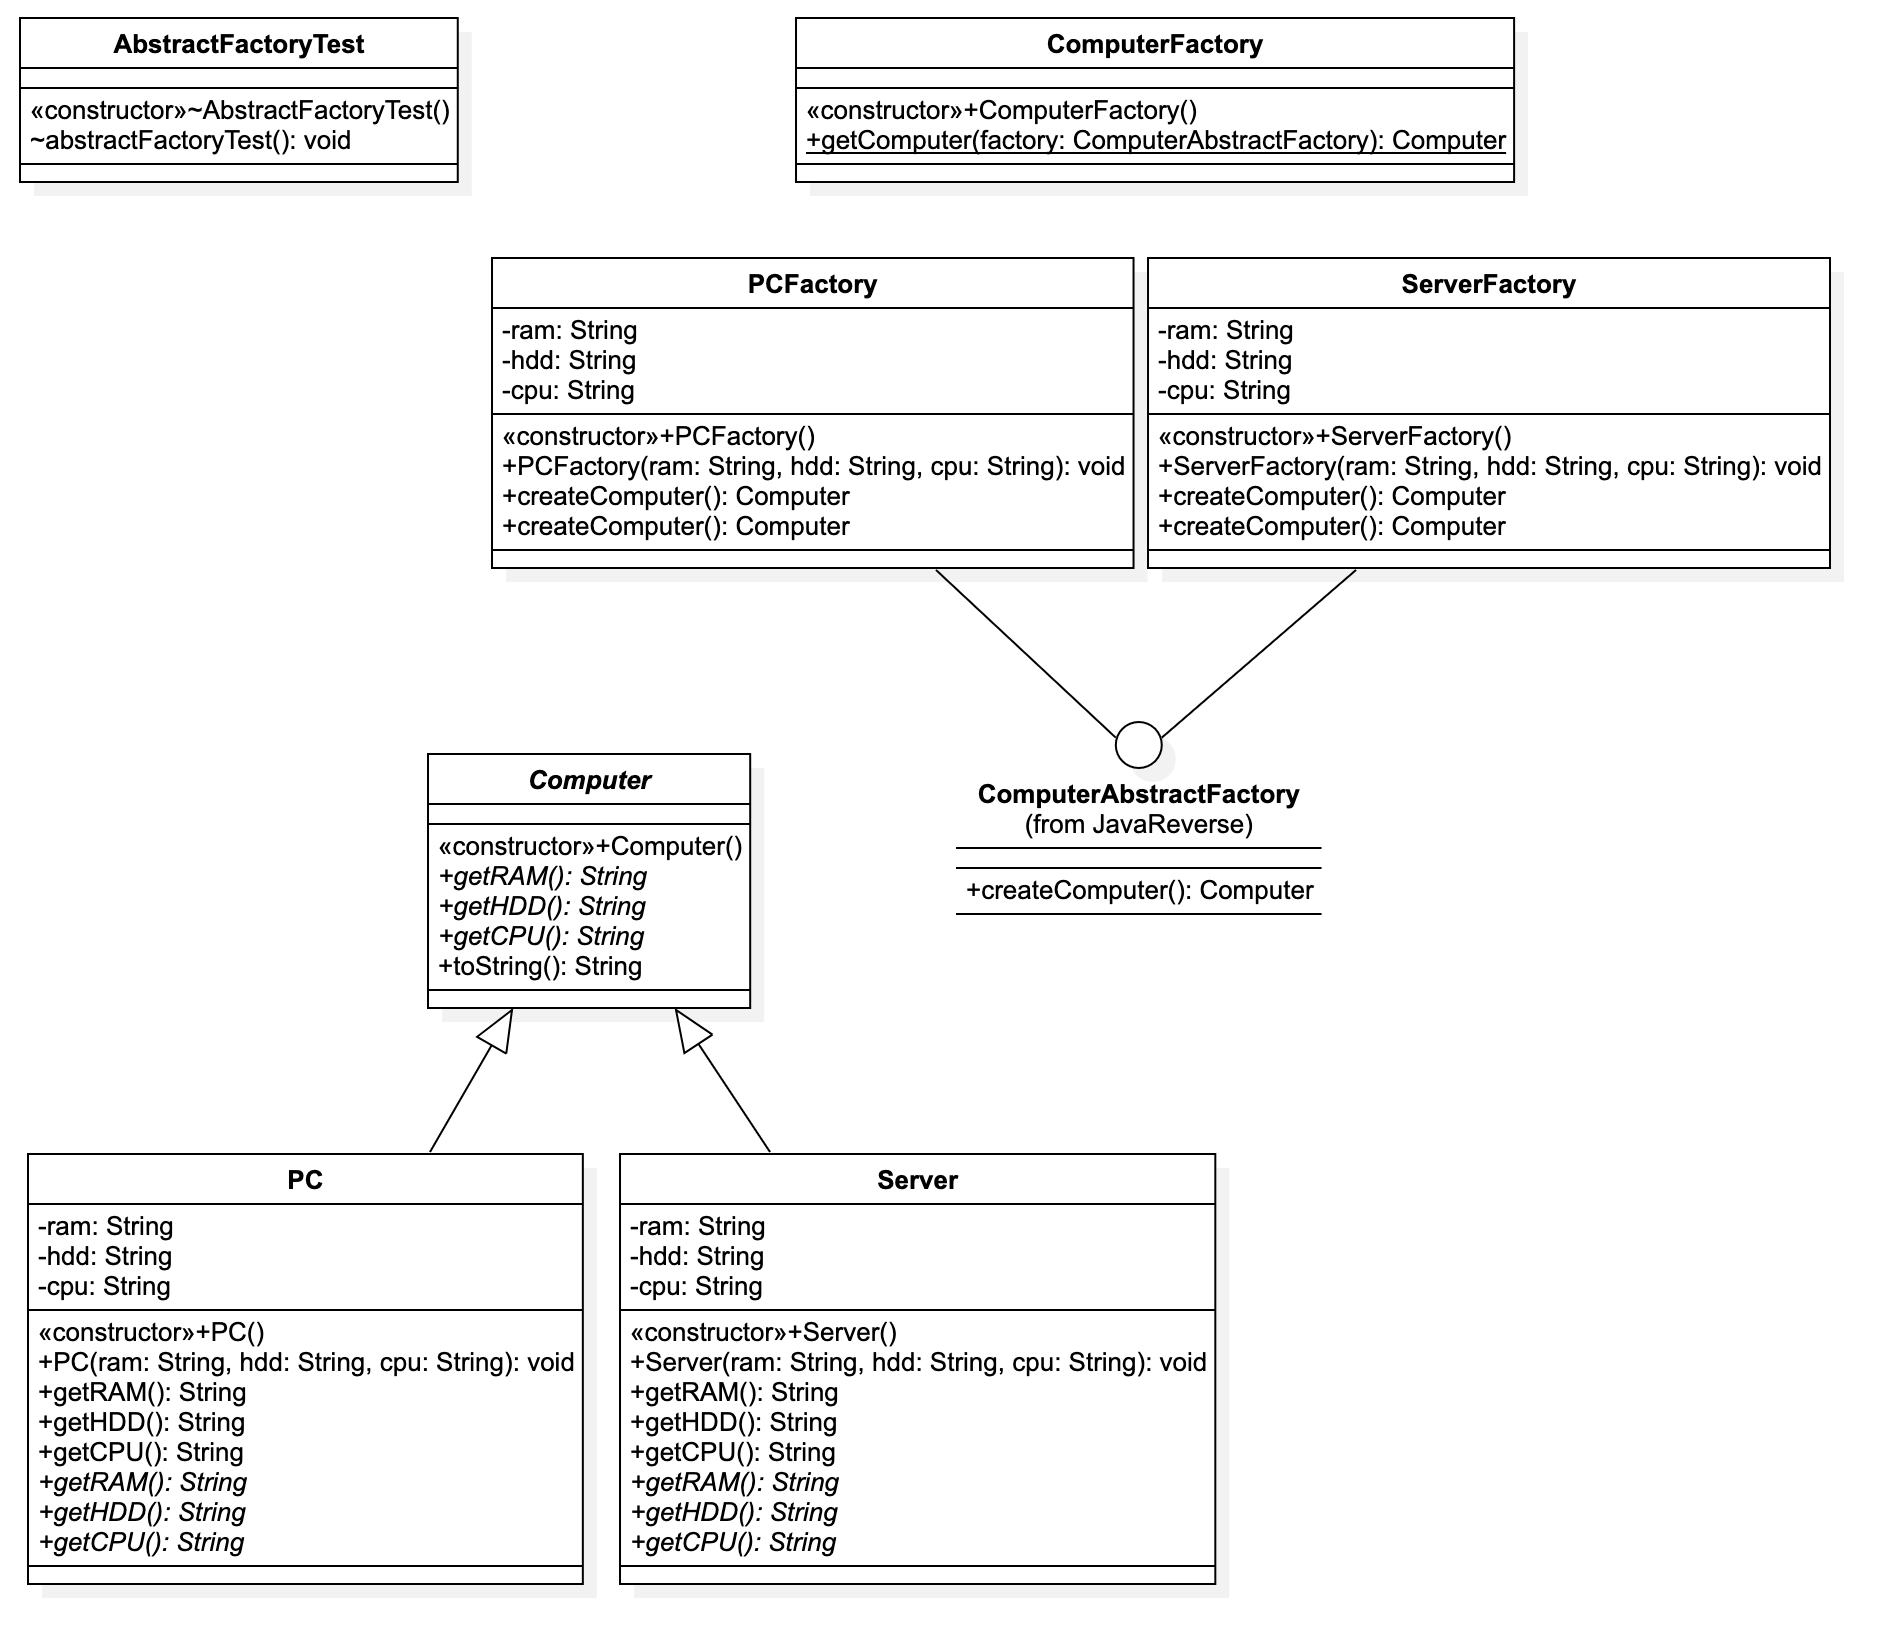 AbstractFactoryTest
«constructor»~AbstractFactoryTest()
~abstractFactoryTest(): void
ComputerFactory
«constructor»+ComputerFactory()
+getComputer(factory: ComputerAbstractFactory): Computer
PCFactory
-ram: String
-hdd: String
-cpu: String
«constructor»+PCFactory()
+PCFactory(ram: String, hdd: String, cpu: String): void
+createComputer(): Computer
+createComputer(): Computer
ServerFactory
-ram: String
-hdd: String
-cpu: String
«constructor»+ServerFactory()
+ServerFactory(ram: String, hdd: String, cpu: String): void
+createComputer(): Computer
+createComputer(): Computer
Computer
«constructor»+Computer()
+getRAM(): String
+getHDD(): String
+getCPU(): String
+toString(): String
ComputerAbstractFactory
(from JavaReverse)
+createComputer(): Computer
PC
-ram: String
-hdd: String
-cpu: String
«constructor»+PC()
+PC(ram: String, hdd: String, cpu: String): void
+getRAM(): String
+getHDD(): String
+getCPU(): String
+getRAM(): String
+getHDD(): String
+getCPU(): String
Server
-ram: String
-hdd: String
-cpu: String
«constructor»+Server()
+Server(ram: String, hdd: String, cpu: String): void
+getRAM(): String
+getHDD(): String
+getCPU(): String
+getRAM(): String
+getHDD(): String
+getCPU(): String